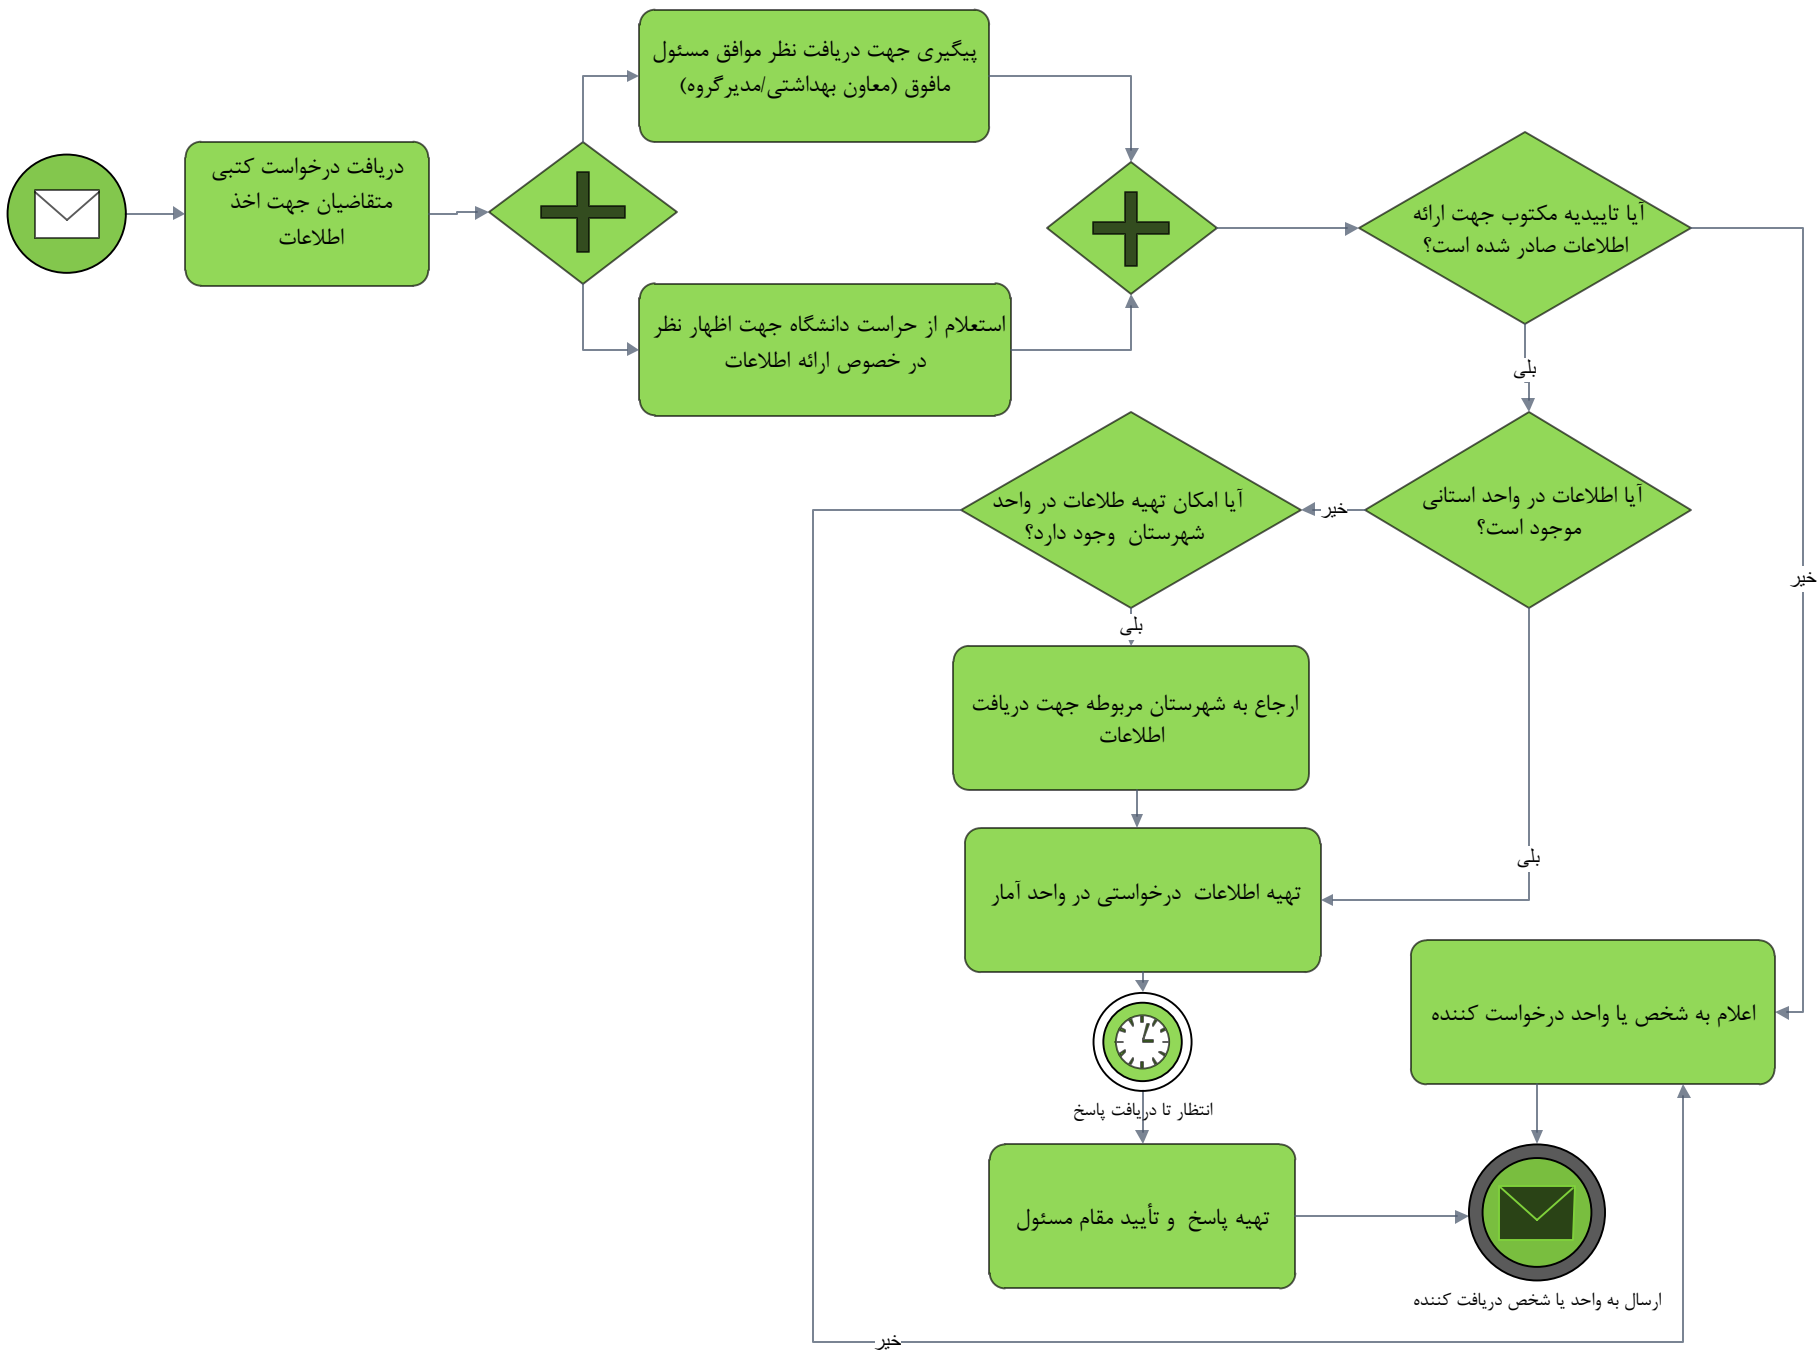 دریافت درخواست کتبی
متقاضیان جهت اخذ
اطلاعات
پیگیری جهت دریافت نظر موافق مسئول
مافوق (معاون بهداشتی/مدیرگروه)
استعلام از حراست دانشگاه جهت اظهار نظر
در خصوص ارائه اطلاعات
آیا تاییدیه مکتوب جهت ارائه
اطلاعات صادر شده است؟
بلی
خیر
آیا اطلاعات در واحد استانی
موجود است؟
خیر
بلی
آیا امکان تهیه طلاعات در واحد
شهرستان وجود دارد؟
بلی
خیر
ارجاع به شهرستان مربوطه جهت دریافت
اطلاعات
تهیه اطلاعات درخواستی در واحد آمار
انتظار تا دریافت پاسخ
تهیه پاسخ و تأیید مقام مسئول
اعلام به شخص یا واحد درخواست کننده
ارسال به واحد یا شخص دریافت کننده